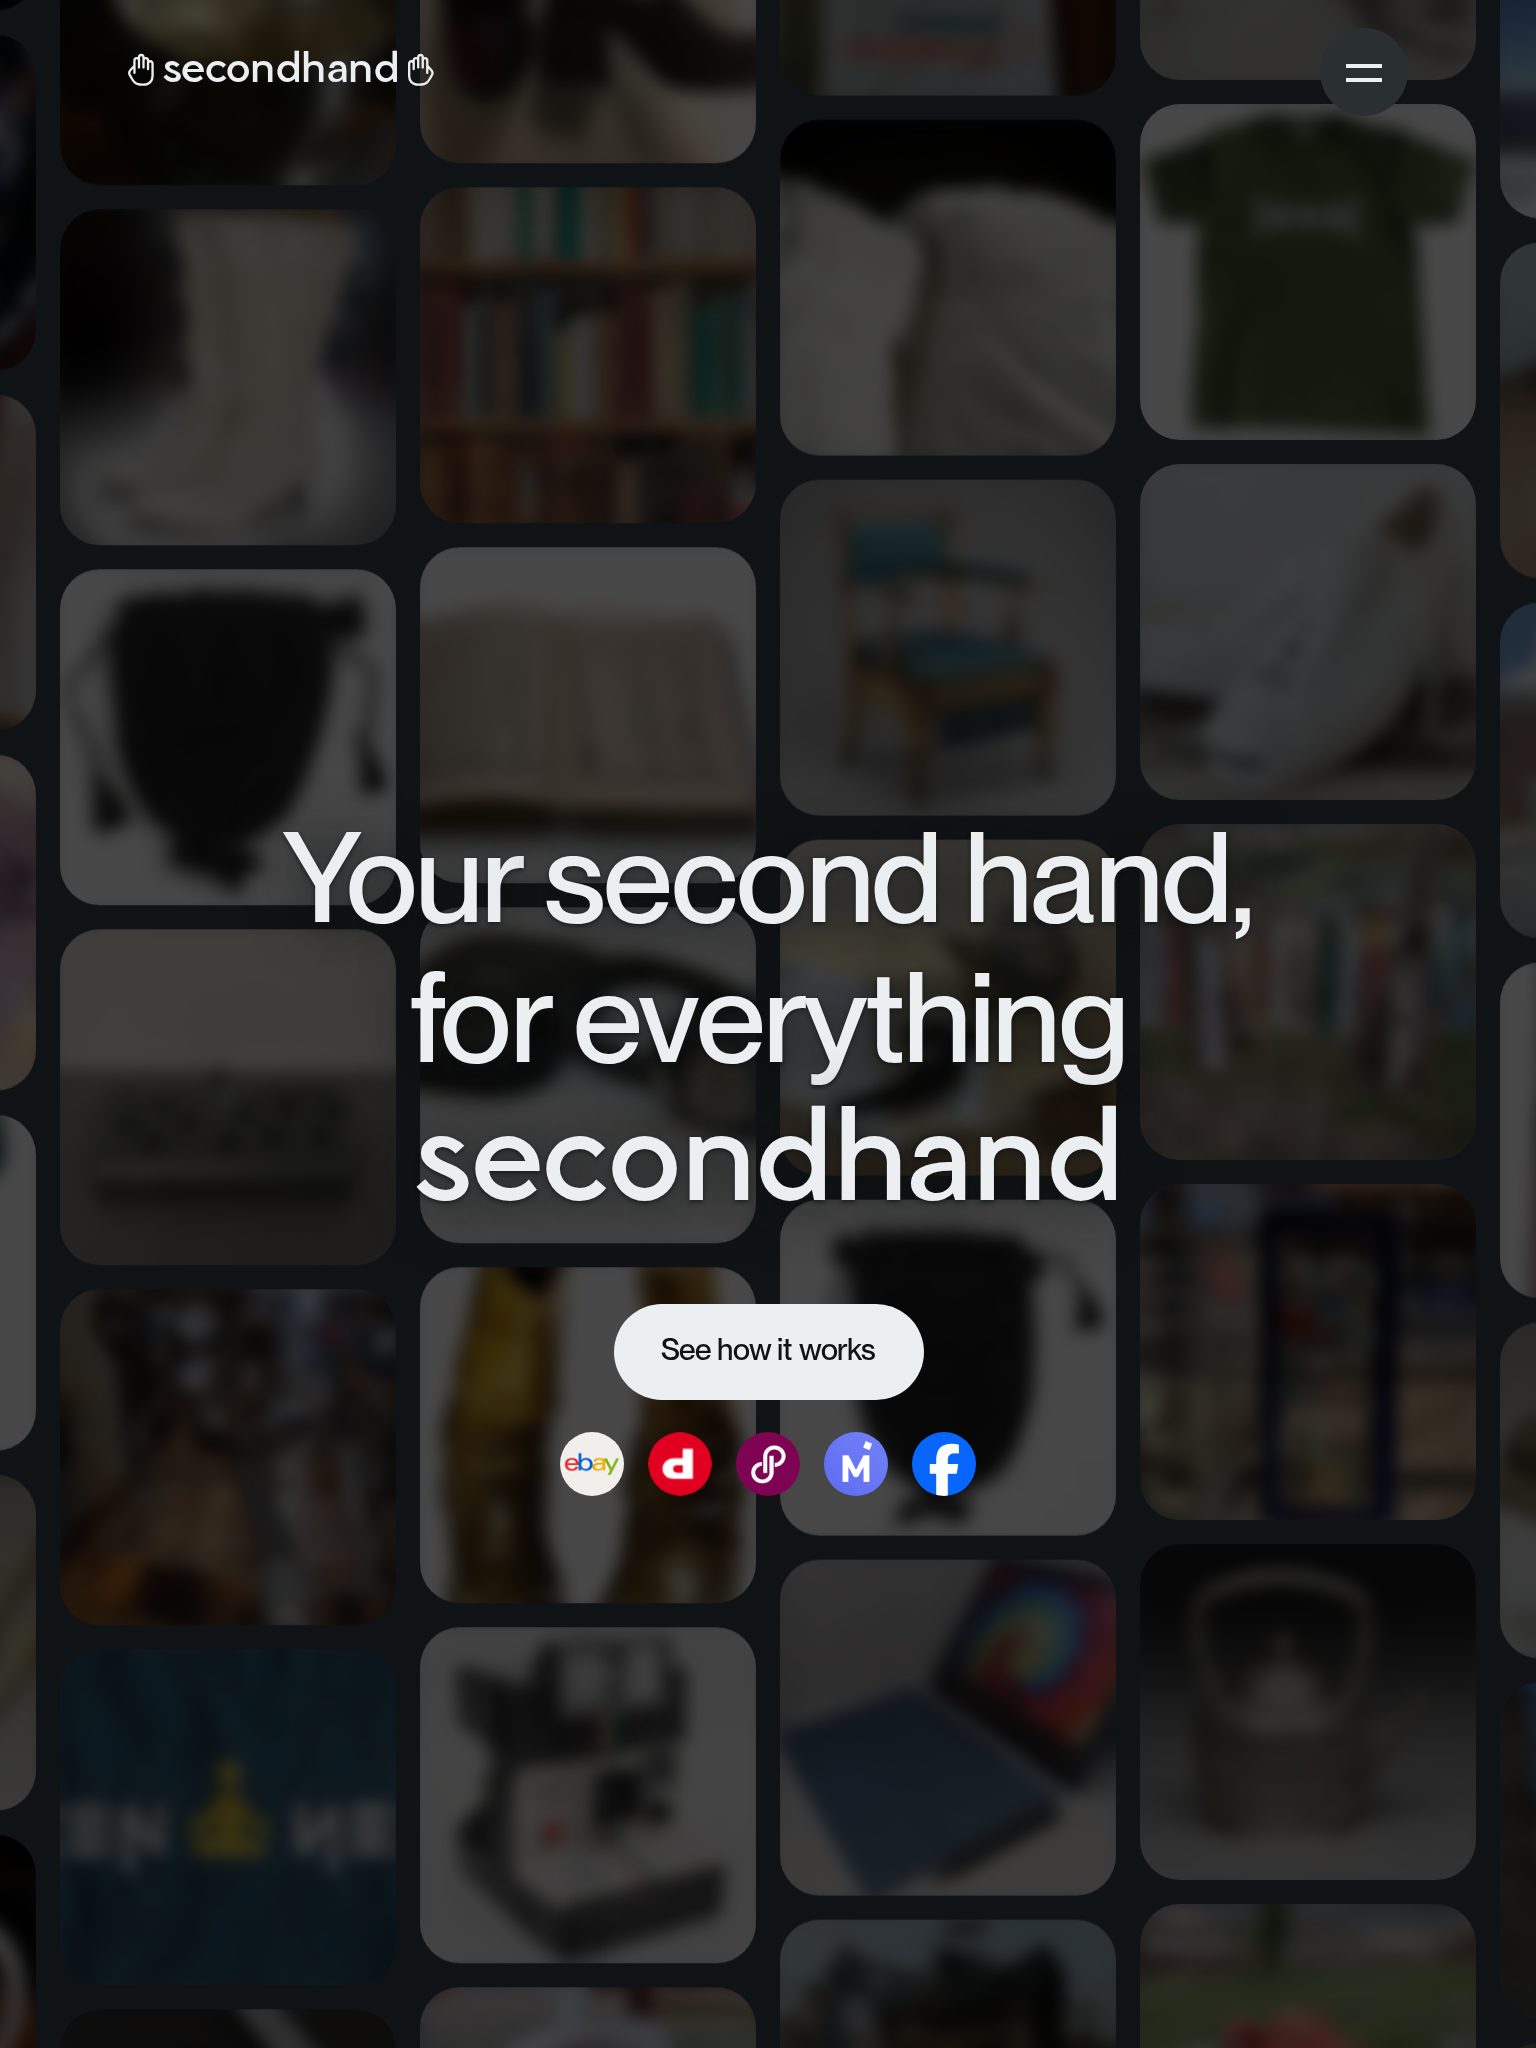 secondhand
Your second hand,
for everything
secondhand
See how it works
ebay